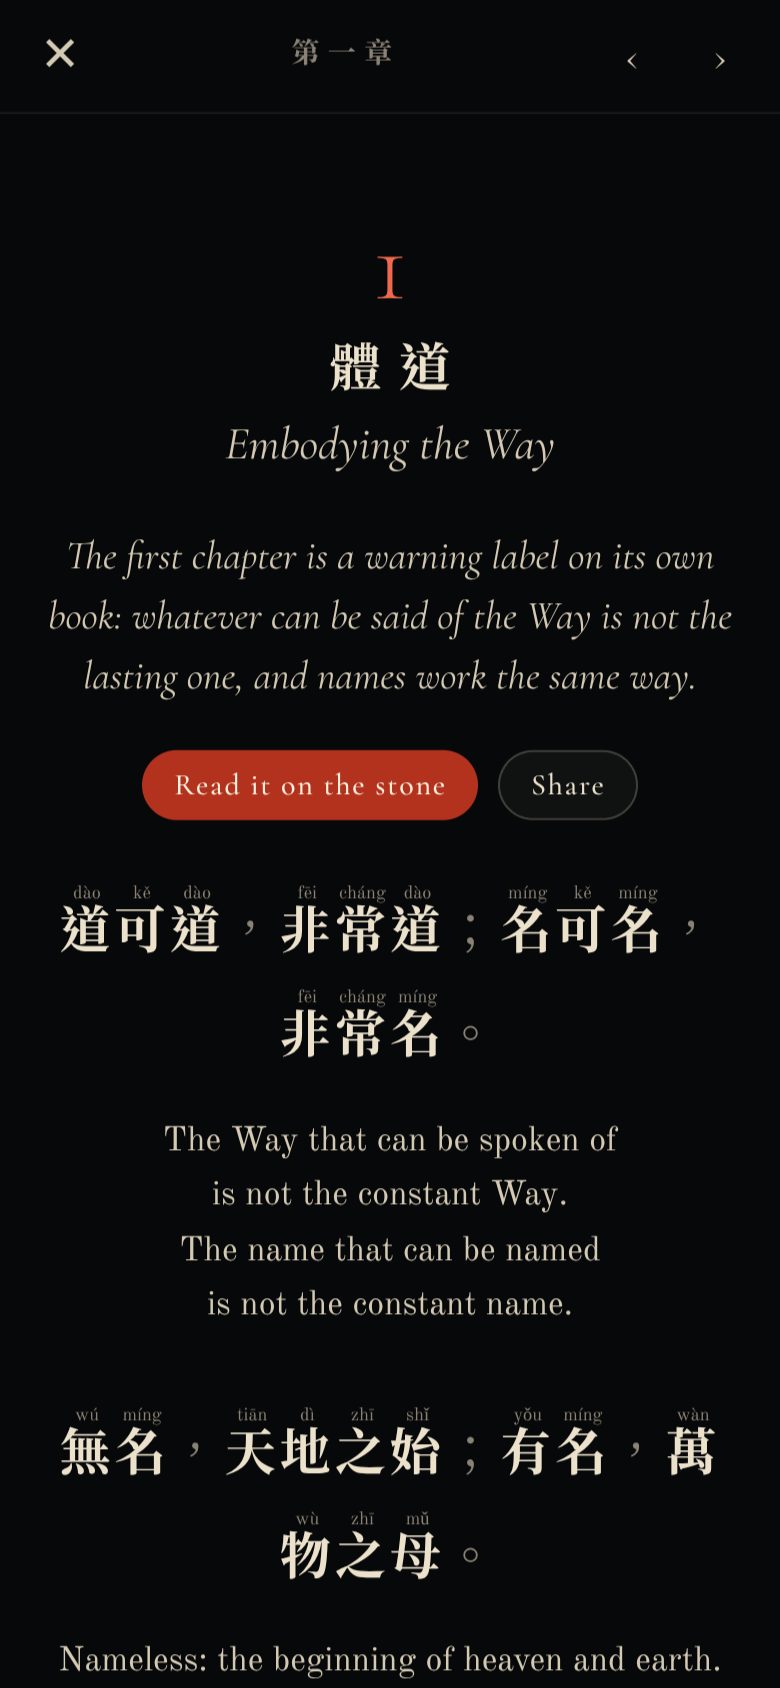 ✕ 第一章 ‹ ›
I
體道
Embodying the Way
The first chapter is a warning label on its own
book: whatever can be said of the Way is not the
lasting one, and names work the same way.
Read it on the stone Share
dào kě dào fēi cháng dào míng kě míng
道可道，非常道；名可名，
fēi cháng míng
非常名。
The Way that can be spoken of
is not the constant Way.
The name that can be named
is not the constant name.
wú míng tiān dì zhī shǐ yǒu míng wàn
無名，天地之始；有名，萬
wù zhī mǔ
物之母。
Nameless: the beginning of heaven and earth.